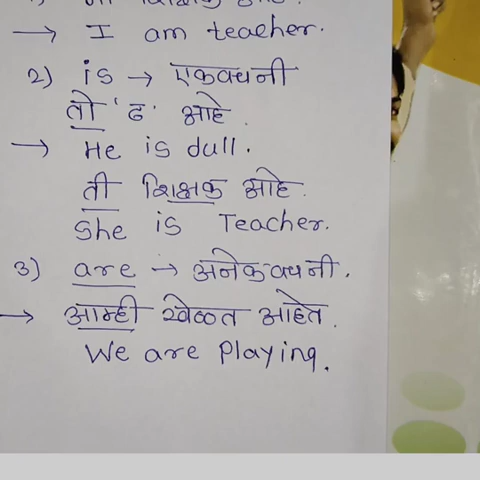 → I am teacher.
2) is → एकवचनी
तो 'ढ' आहे.
→ He is dull.
ती शिक्षक आहे.
She is Teacher.
3) are → अनेकवचनी.
→ आम्ही खेळत आहेत.
We are Playing.